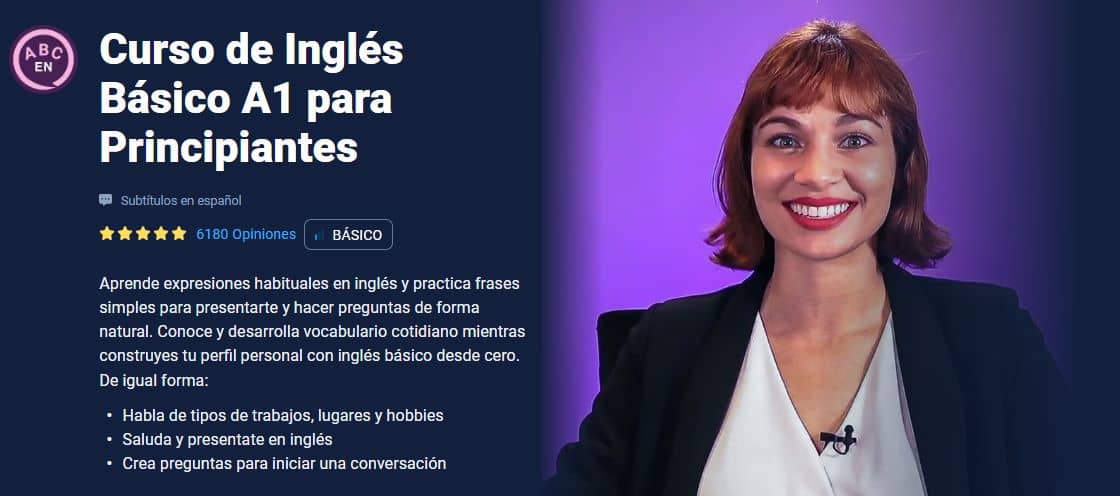 ABC
EN
Curso de Inglés
Básico A1 para
Principiantes
Subtítulos en español
6180 Opiniones
BÁSICO
Aprende expresiones habituales en inglés y practica frases
simples para presentarte y hacer preguntas de forma
natural. Conoce y desarrolla vocabulario cotidiano mientras
construyes tu perfil personal con inglés básico desde cero.
De igual forma:
• Habla de tipos de trabajos, lugares y hobbies
• Saluda y presentate en inglés
• Crea preguntas para iniciar una conversación